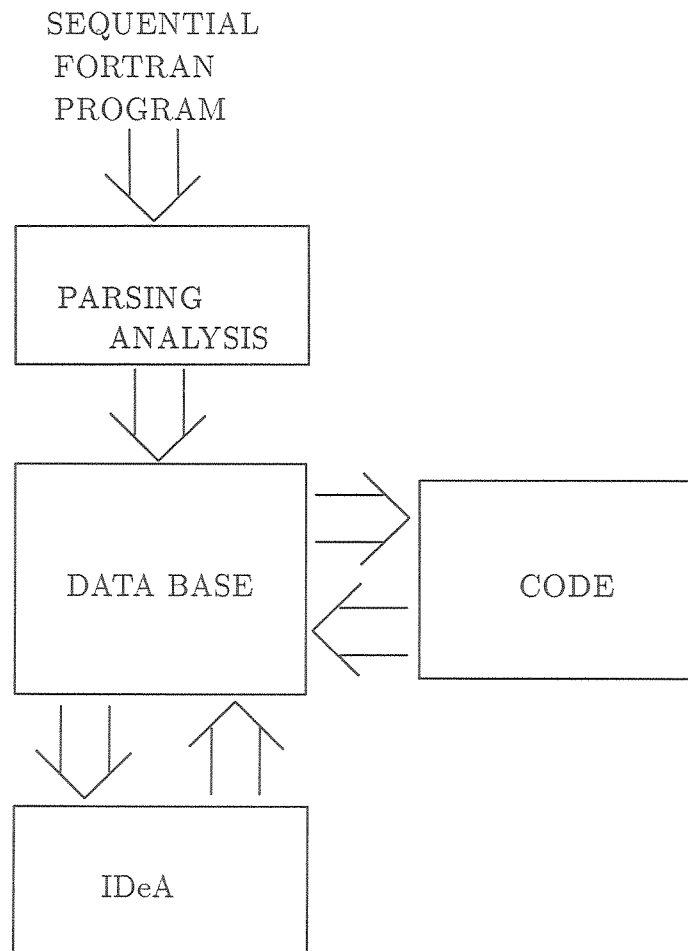 SEQUENTIAL
FORTRAN
PROGRAM
PARSING
ANALYSIS
DATA BASE
CODE
IDeA